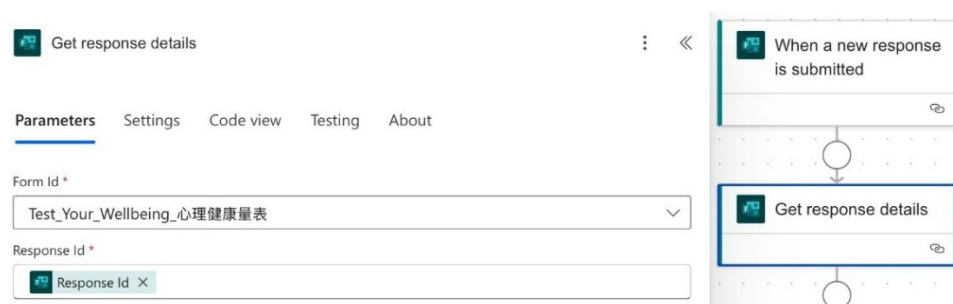 Get response details
Parameters Settings Code view Testing About
Form Id *
Test_Your_Wellbeing_心理健康量表
Response Id *
Response Id ×
When a new response
is submitted
Get response details